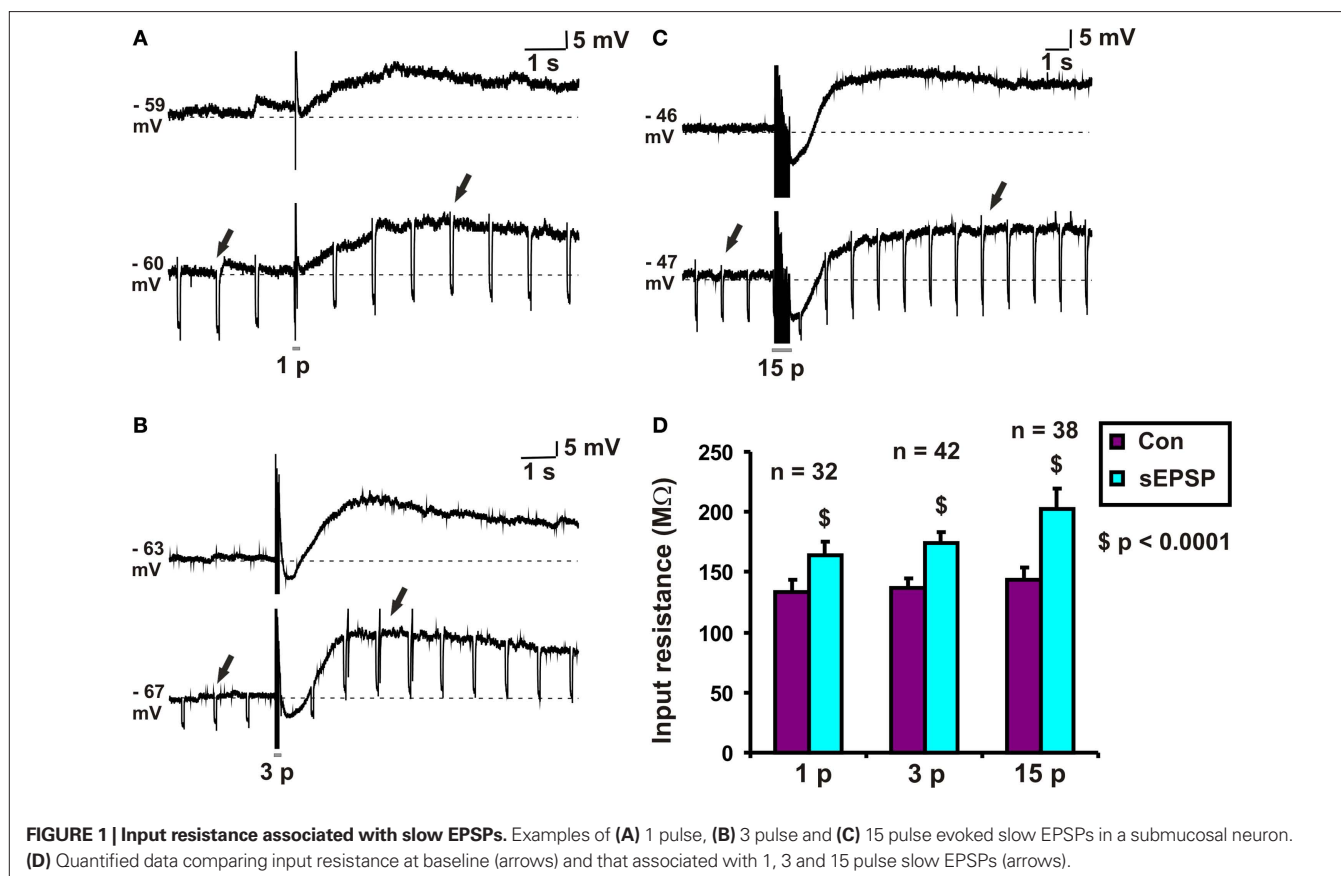 A
5 mV
1 s
- 59
mV
- 60
mV
1 p
C
5 mV
1 s
- 46
mV
- 47
mV
15 p
B
5 mV
1 s
- 63
mV
- 67
mV
3 p
D
n = 32
n = 42
n = 38
Con
sEPSP
$ p < 0.0001
$
$
$
Input resistance (MΩ)
250
200
150
100
50
0
1 p
3 p
15 p
FIGURE 1 | Input resistance associated with slow EPSPs. Examples of (A) 1 pulse, (B) 3 pulse and (C) 15 pulse evoked slow EPSPs in a submucosal neuron.
(D) Quantified data comparing input resistance at baseline (arrows) and that associated with 1, 3 and 15 pulse slow EPSPs (arrows).